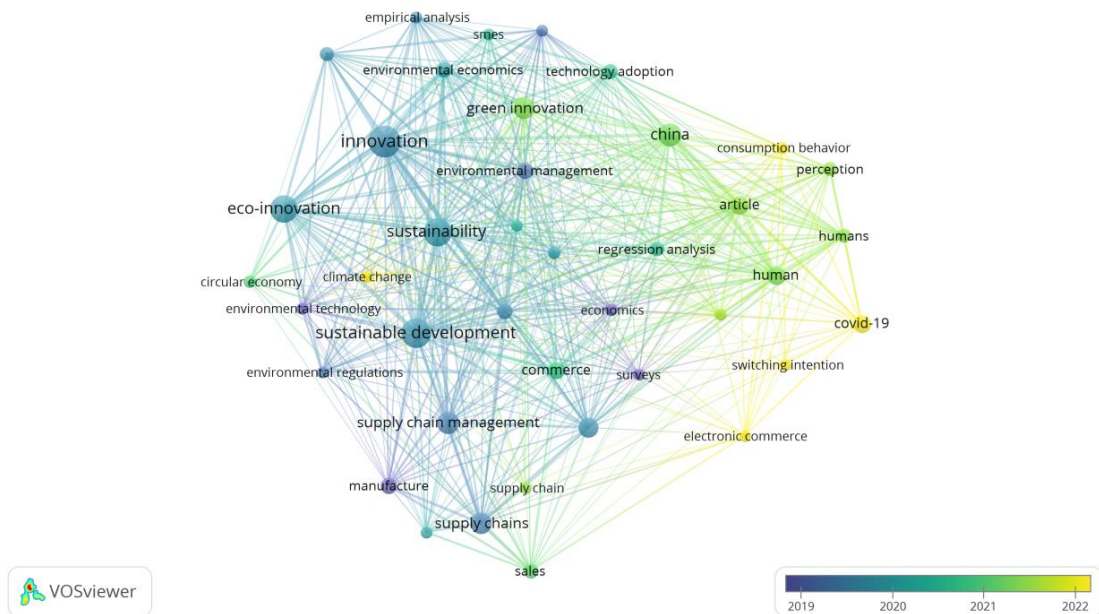 empirical analysis
smes
environmental economics
technology adoption
green innovation
china
innovation
consumption behavior
environmental management
perception
eco-innovation
article
sustainability
humans
regression analysis
human
circular economy
climate change
environmental technology
economics
covid-19
sustainable development
switching intention
environmental regulations
commerce
surveys
supply chain management
electronic commerce
manufacture
supply chain
supply chains
sales
VOSviewer
2019 2020 2021 2022